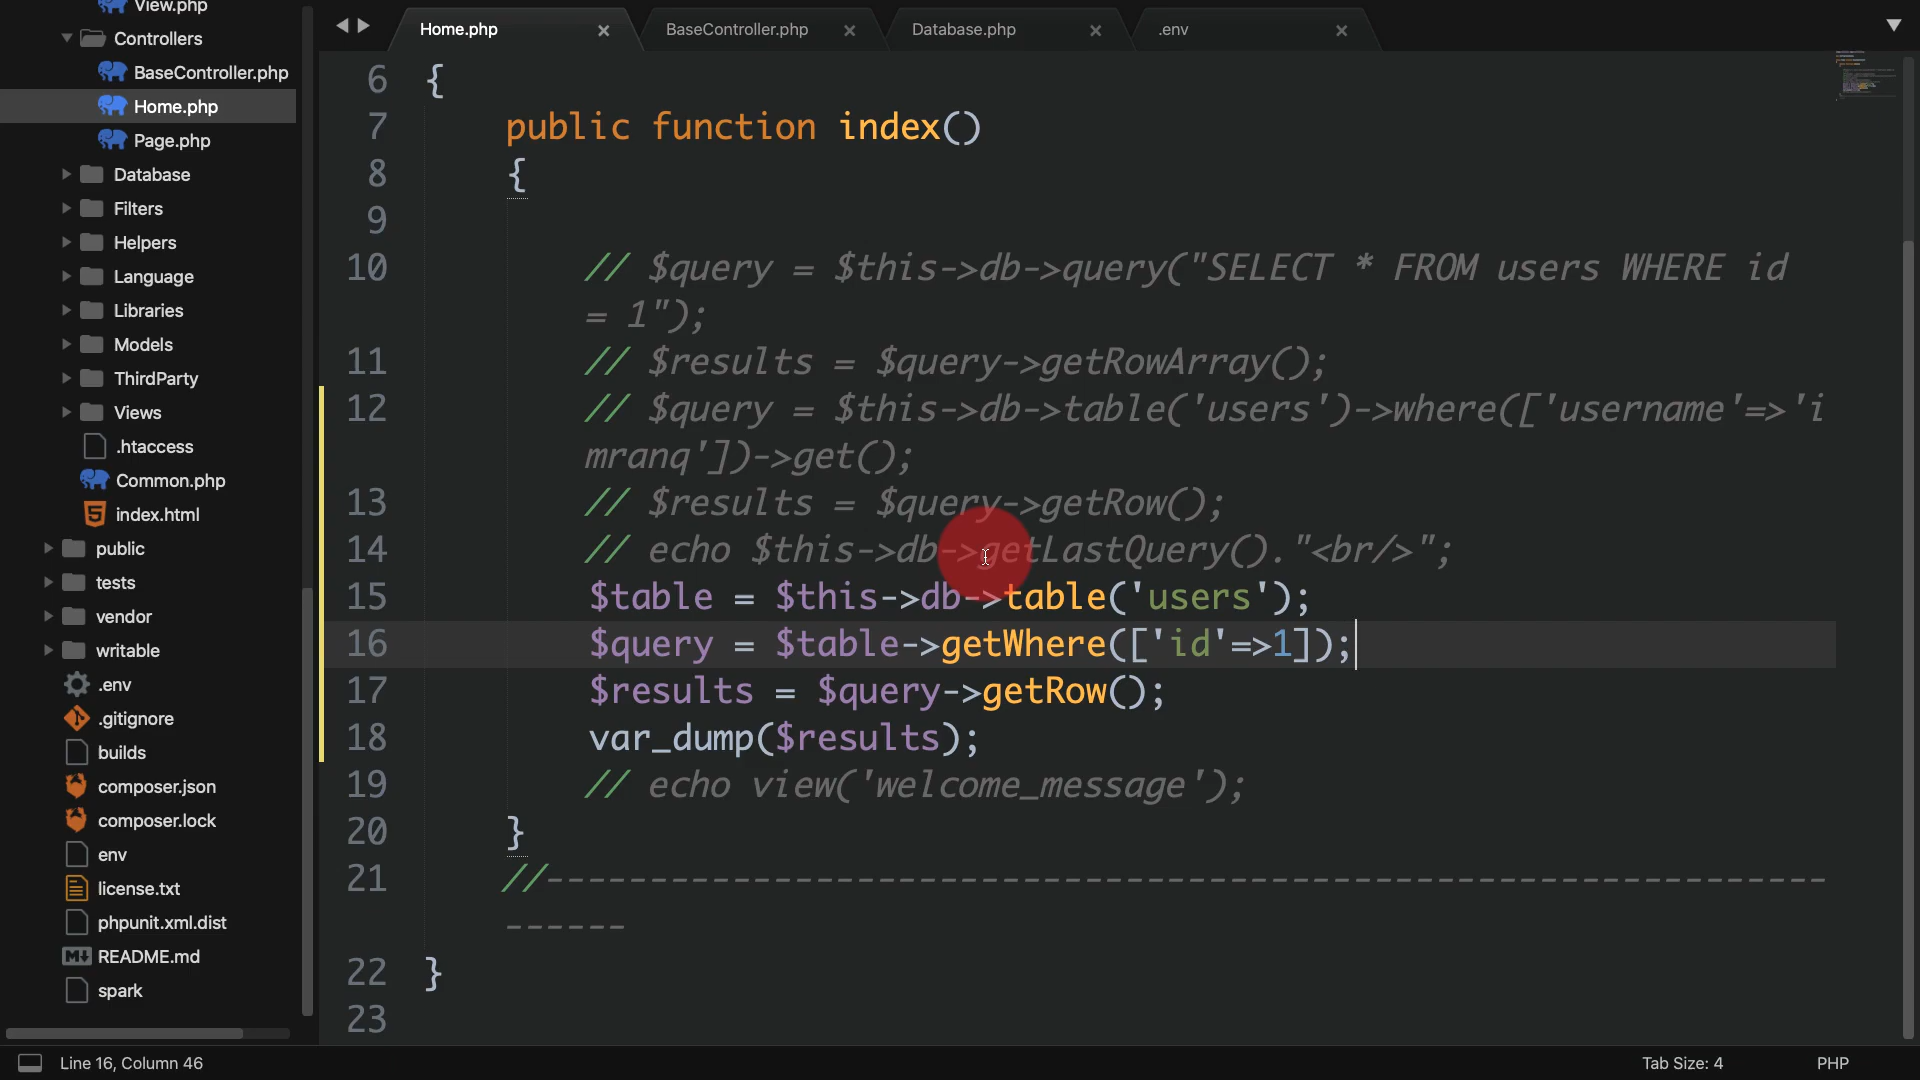 View.php
Controllers
BaseController.php
Home.php
Page.php
Database
Filters
Helpers
Language
Libraries
Models
ThirdParty
Views
.htaccess
Common.php
index.html
public
tests
vendor
writable
.env
.gitignore
builds
composer.json
composer.lock
env
license.txt
phpunit.xml.dist
README.md
spark
Home.php
BaseController.php
Database.php
.env
6 {
7 public function index()
8 {
9
10 // $query = $this->db->query("SELECT * FROM users WHERE id
= 1");
11 // $results = $query->getRowArray();
12 // $query = $this->db->table('users')->where(['username'=>'i
mranq'])->get();
13 // $results = $query->getRow();
14 // echo $this->db->getLastQuery()."<br/>";
15 $table = $this->db->table('users');
16 $query = $table->getWhere(['id'=>1]);
17 $results = $query->getRow();
18 var_dump($results);
19 // echo view('welcome_message');
20 }
21 //--------------------------------------------------------------
------
22 }
23
Line 16, Column 46
Tab Size: 4
PHP